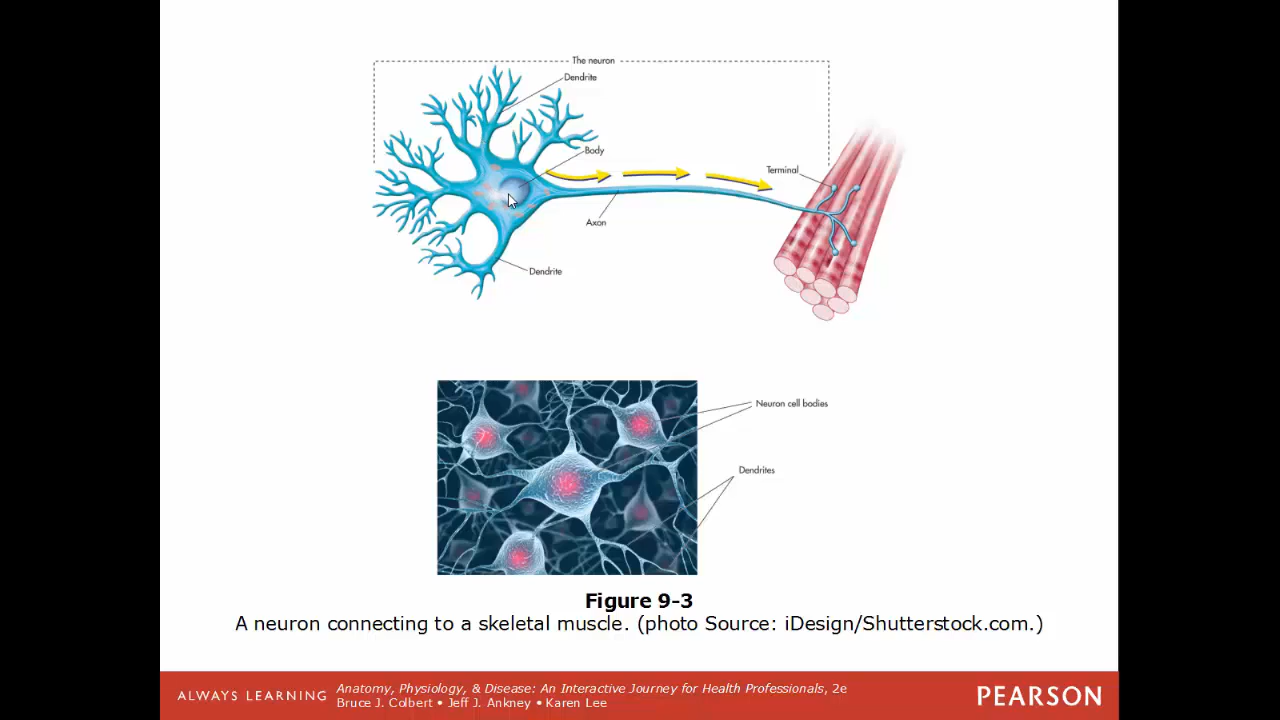 The neuron
Dendrite
Body
Terminal
Axon
Dendrite
Neuron cell bodies
Dendrites
Figure 9-3
A neuron connecting to a skeletal muscle. (photo Source: iDesign/Shutterstock.com.)
ALWAYS LEARNING
Anatomy, Physiology, & Disease: An Interactive Journey for Health Professionals, 2e
Bruce J. Colbert • Jeff J. Ankney • Karen Lee
PEARSON